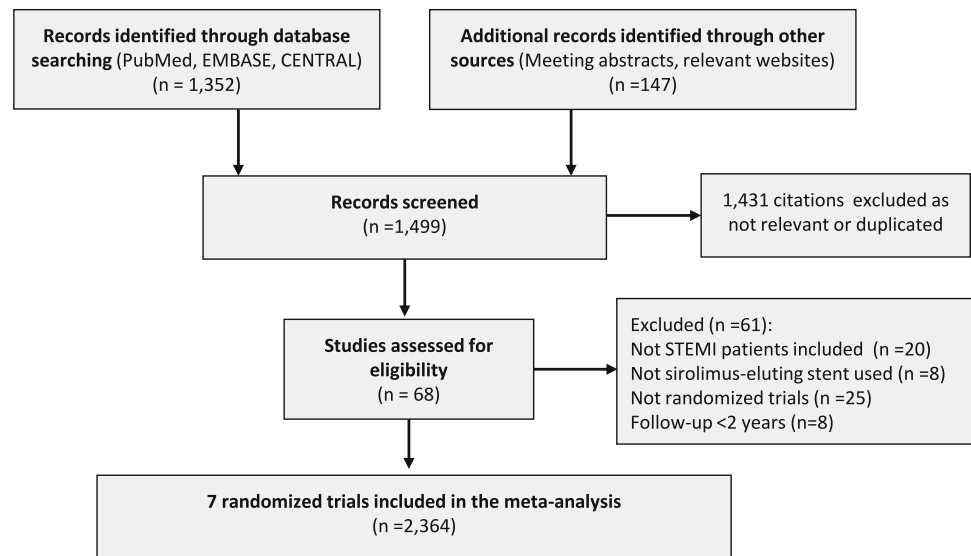 Records identified through database
searching (PubMed, EMBASE, CENTRAL)
(n = 1,352)
Additional records identified through other
sources (Meeting abstracts, relevant websites)
(n =147)
Records screened
(n =1,499)
1,431 citations excluded as
not relevant or duplicated
Studies assessed for
eligibility
(n = 68)
Excluded (n =61):
Not STEMI patients included (n =20)
Not sirolimus-eluting stent used (n =8)
Not randomized trials (n =25)
Follow-up <2 years (n=8)
7 randomized trials included in the meta-analysis
(n =2,364)